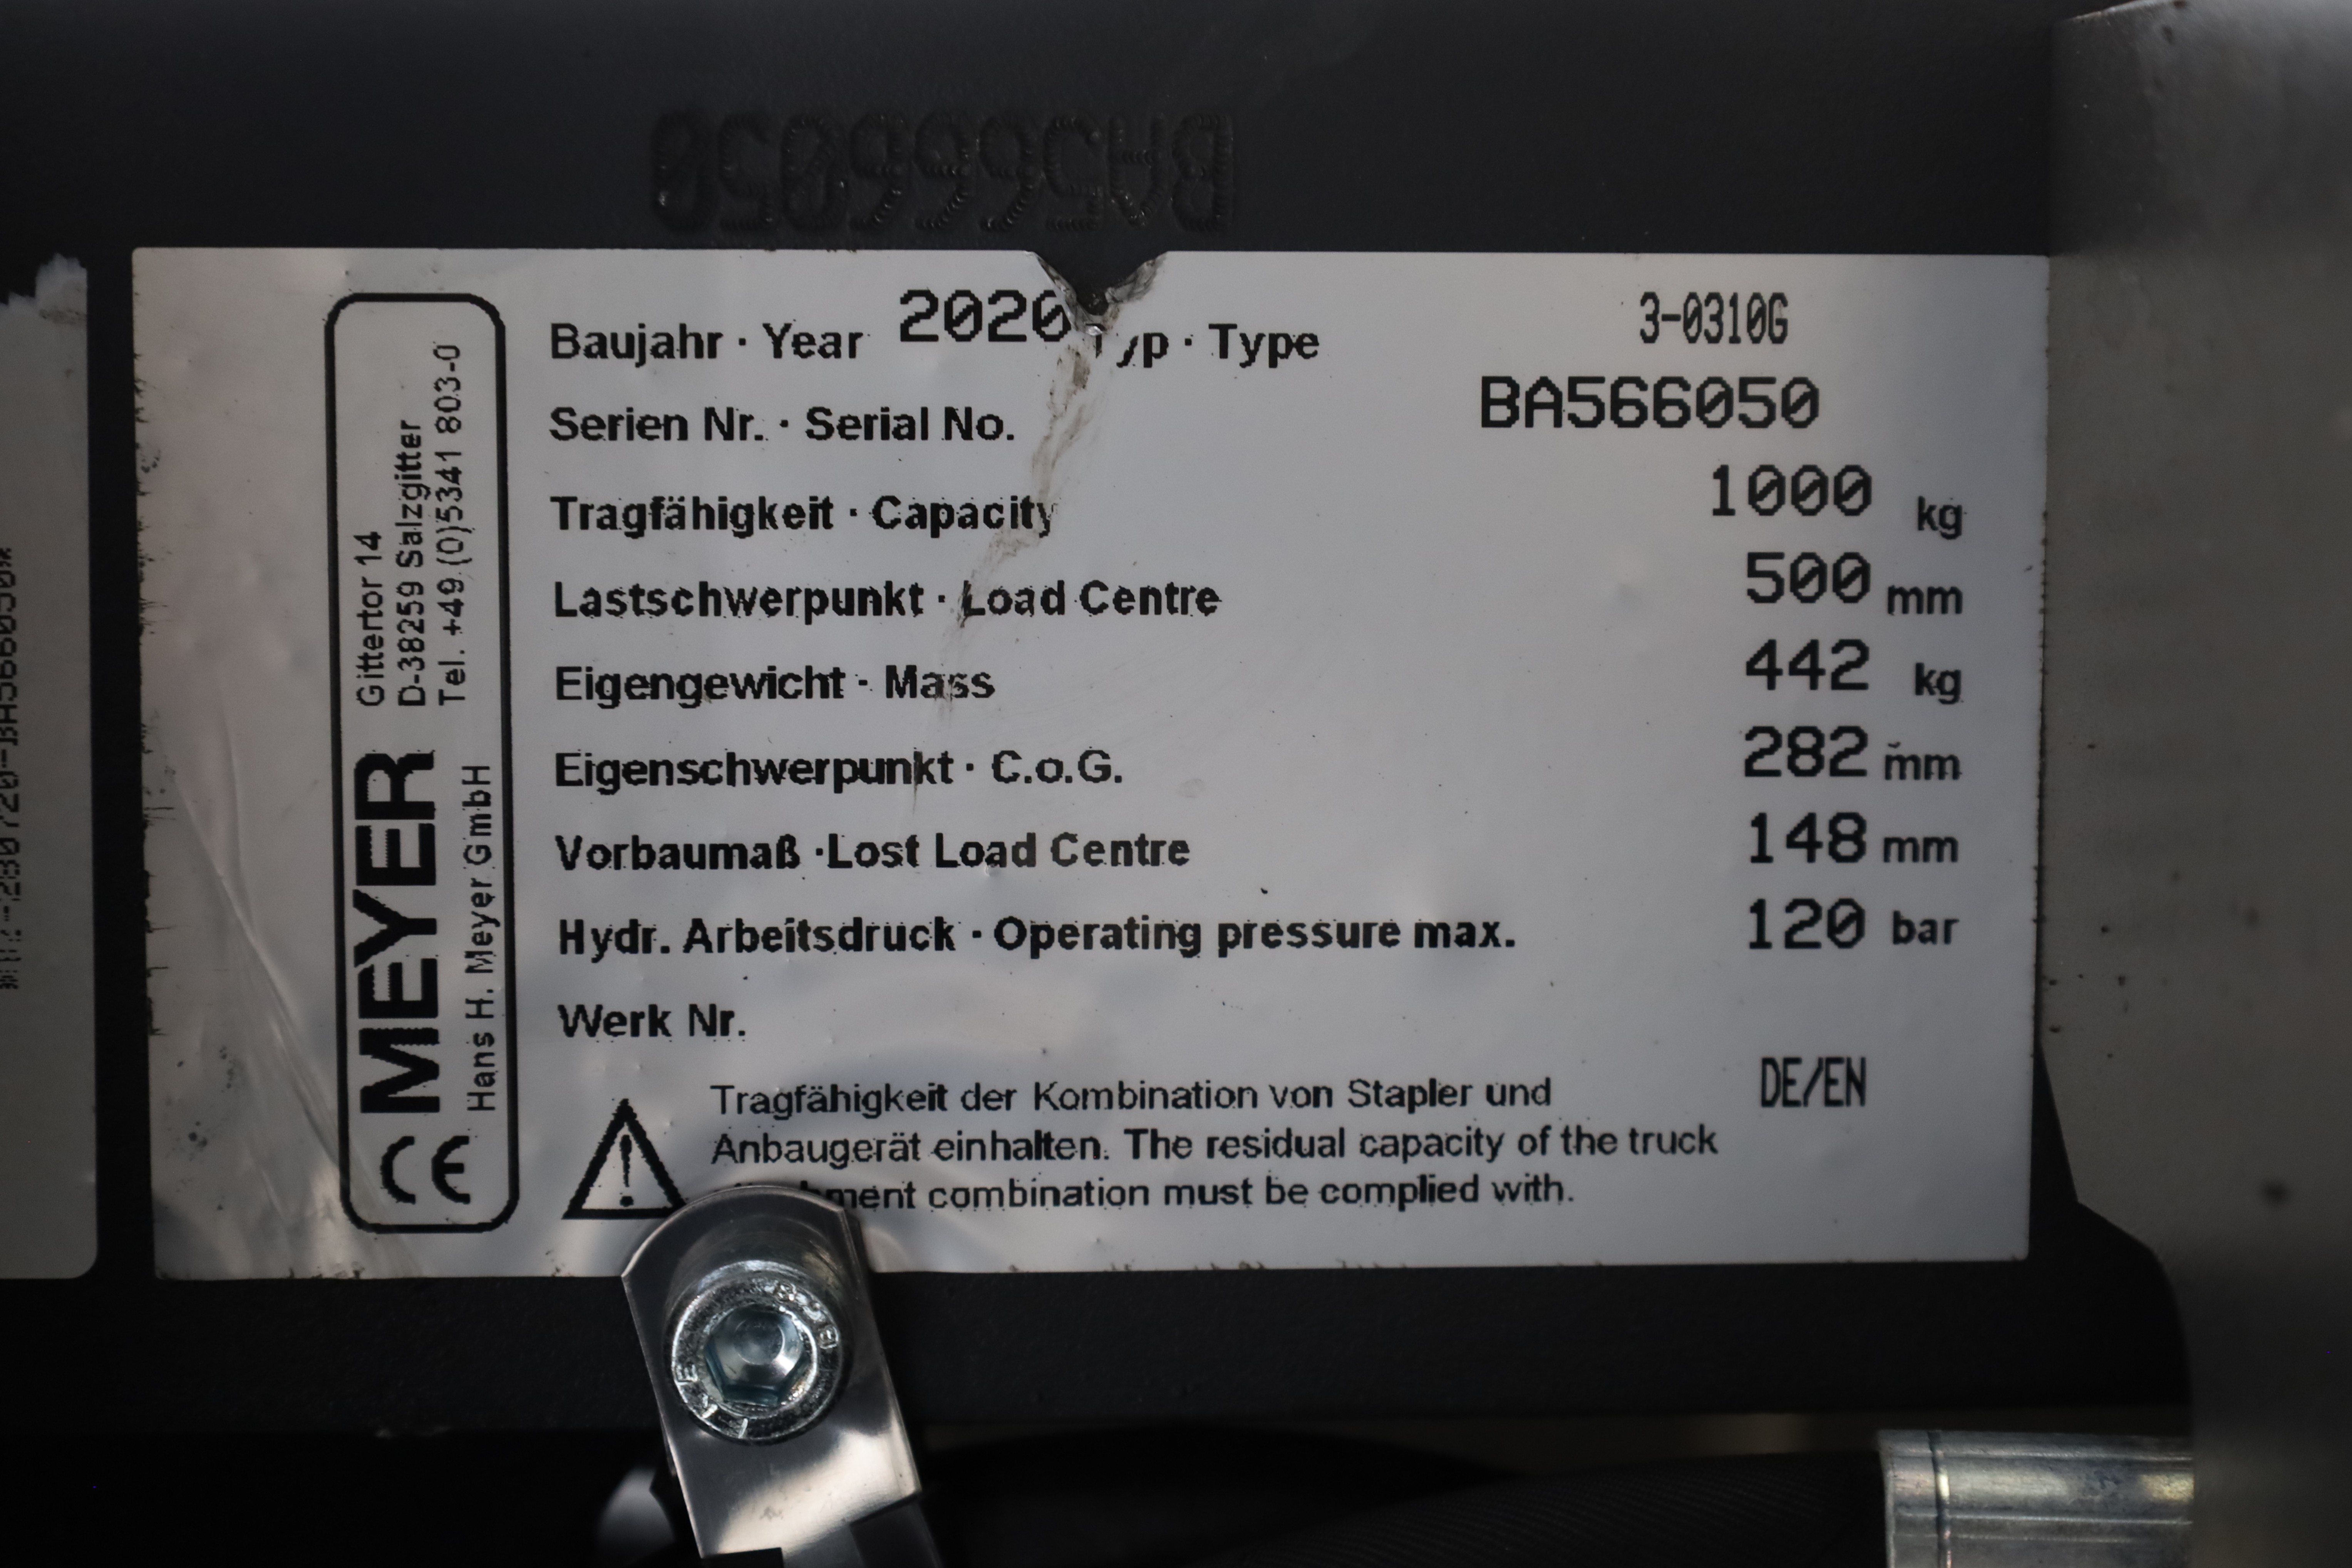 Baujahr · Year 2020 Typ · Type 3-0310G
Serien Nr. · Serial No. BA566050
Tragfähigkeit · Capacity 1000 kg
Lastschwerpunkt · Load Centre 500 mm
Eigengewicht · Mass 442 kg
Eigenschwerpunkt · C.o.G. 282 mm
Vorbaumaß · Lost Load Centre 148 mm
Hydr. Arbeitsdruck · Operating pressure max. 120 bar
Werk Nr.
DE/EN
Tragfähigkeit der Kombination von Stapler und
Anbaugerät einhalten. The residual capacity of the truck
combination must be complied with.
CE MEYER
Hans H. Meyer GmbH
Gittertor 14
D-38259 Salzgitter
Tel. +49 (0)5341 803-0